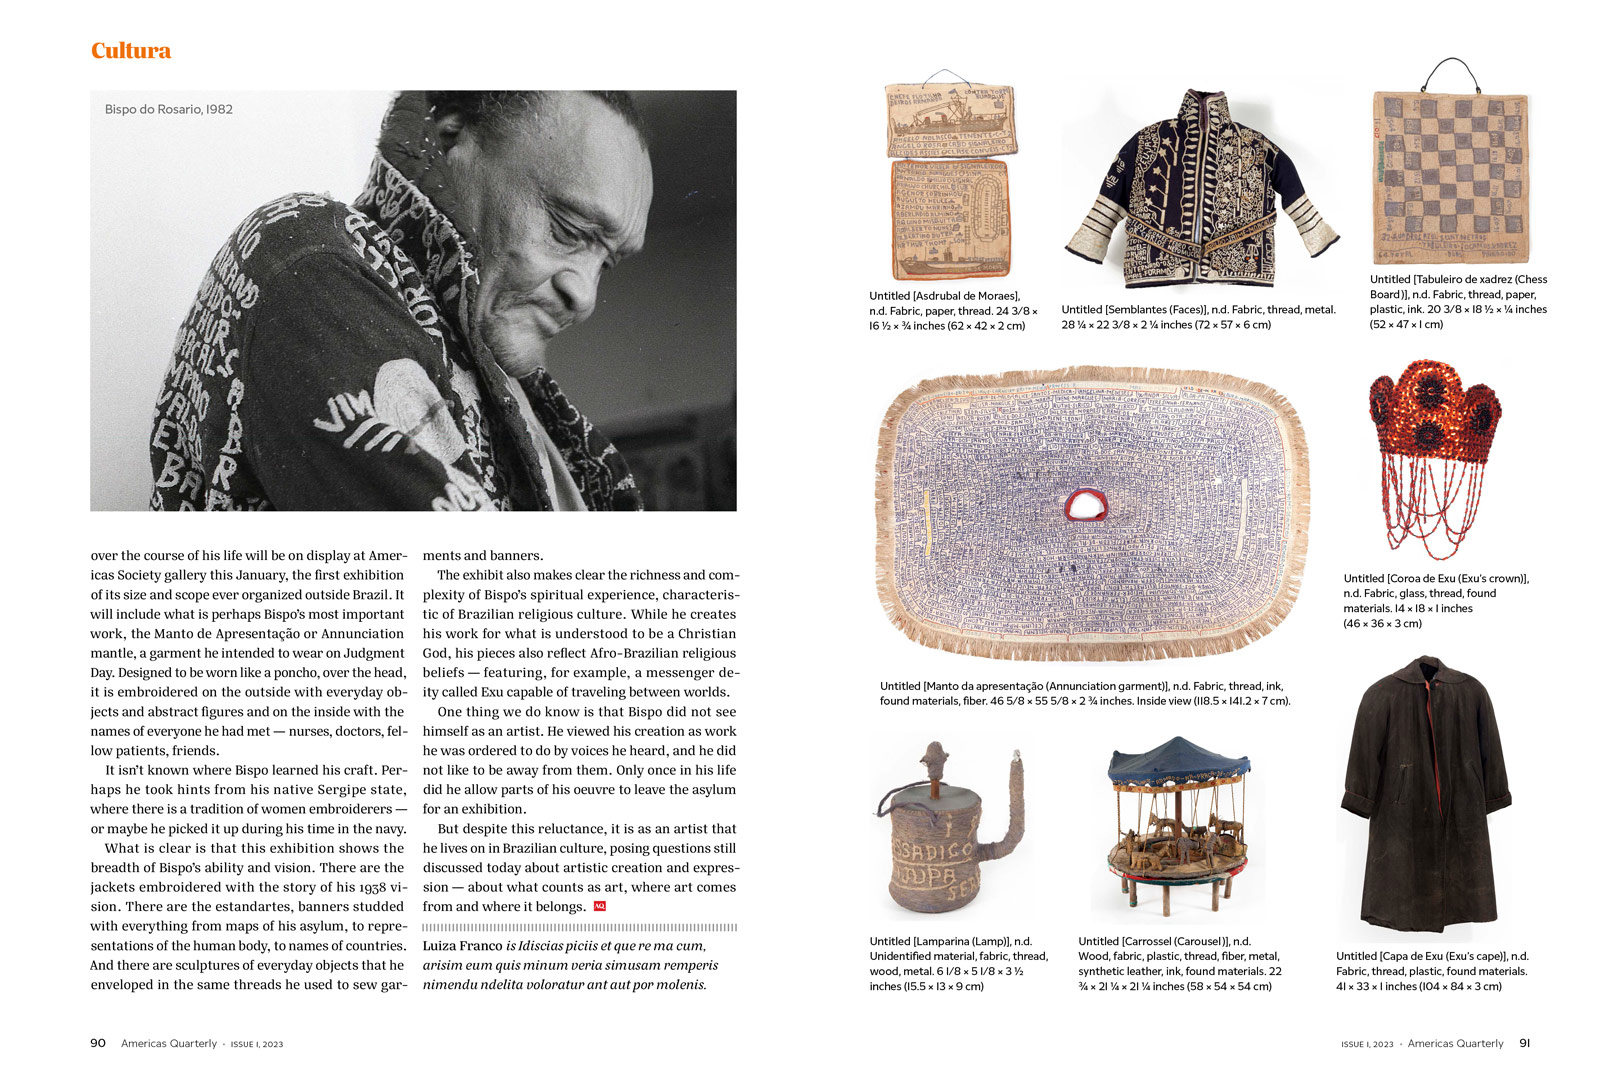 Cultura
Bispo do Rosario, 1982
over the course of his life will be on display at Amer-
icas Society gallery this January, the first exhibition
of its size and scope ever organized outside Brazil. It
will include what is perhaps Bispo's most important
work, the Manto de Apresentação or Annunciation
mantle, a garment he intended to wear on Judgment
Day. Designed to be worn like a poncho, over the head,
it is embroidered on the outside with everyday ob-
jects and abstract figures and on the inside with the
names of everyone he had met — nurses, doctors, fel-
low patients, friends.
It isn't known where Bispo learned his craft. Per-
haps he took hints from his native Sergipe state,
where there is a tradition of women embroiderers —
or maybe he picked it up during his time in the navy.
What is clear is that this exhibition shows the
breadth of Bispo's ability and vision. There are the
jackets embroidered with the story of his 1938 vi-
sion. There are the estandartes, banners studded
with everything from maps of his asylum, to repre-
sentations of the human body, to names of countries.
And there are sculptures of everyday objects that he
enveloped in the same threads he used to sew gar-
ments and banners.
The exhibit also makes clear the richness and com-
plexity of Bispo's spiritual experience, characteris-
tic of Brazilian religious culture. While he creates
his work for what is understood to be a Christian
God, his pieces also reflect Afro-Brazilian religious
beliefs — featuring, for example, a messenger de-
ity called Exu capable of traveling between worlds.
One thing we do know is that Bispo did not see
himself as an artist. He viewed his creation as work
he was ordered to do by voices he heard, and he did
not like to be away from them. Only once in his life
did he allow parts of his oeuvre to leave the asylum
for an exhibition.
But despite this reluctance, it is as an artist that
he lives on in Brazilian culture, posing questions still
discussed today about artistic creation and expres-
sion — about what counts as art, where art comes
from and where it belongs. AQ
Luiza Franco is Idiscias piciis et que re ma cum,
arisim eum quis minum veria simusam remperis
nimendu ndelita voloratur ant aut por molenis.
90 Americas Quarterly • ISSUE 1, 2023
Untitled [Asdrubal de Moraes],
n.d. Fabric, paper, thread. 24 3/8 ×
16 ½ × ¾ inches (62 × 42 × 2 cm)
Untitled [Semblantes (Faces)], n.d. Fabric, thread, metal.
28 ¼ × 22 3/8 × 2 ¼ inches (72 × 57 × 6 cm)
Untitled [Tabuleiro de xadrez (Chess
Board)], n.d. Fabric, thread, paper,
plastic, ink. 20 3/8 × 18 ½ × ¼ inches
(52 × 47 × 1 cm)
Untitled [Coroa de Exu (Exu's crown)],
n.d. Fabric, glass, thread, found
materials. 14 × 18 × 1 inches
(46 × 36 × 3 cm)
Untitled [Manto da apresentação (Annunciation garment)], n.d. Fabric, thread, ink,
found materials, fiber. 46 5/8 × 55 5/8 × 2 ¾ inches. Inside view (118.5 × 141.2 × 7 cm).
Untitled [Lamparina (Lamp)], n.d.
Unidentified material, fabric, thread,
wood, metal. 6 1/8 × 5 1/8 × 3 ½
inches (15.5 × 13 × 9 cm)
Untitled [Carrossel (Carousel)], n.d.
Wood, fabric, plastic, thread, fiber, metal,
synthetic leather, ink, found materials. 22
¾ × 21 ¼ × 21 ¼ inches (58 × 54 × 54 cm)
Untitled [Capa de Exu (Exu's cape)], n.d.
Fabric, thread, plastic, found materials.
41 × 33 × 1 inches (104 × 84 × 3 cm)
ISSUE 1, 2023 • Americas Quarterly 91